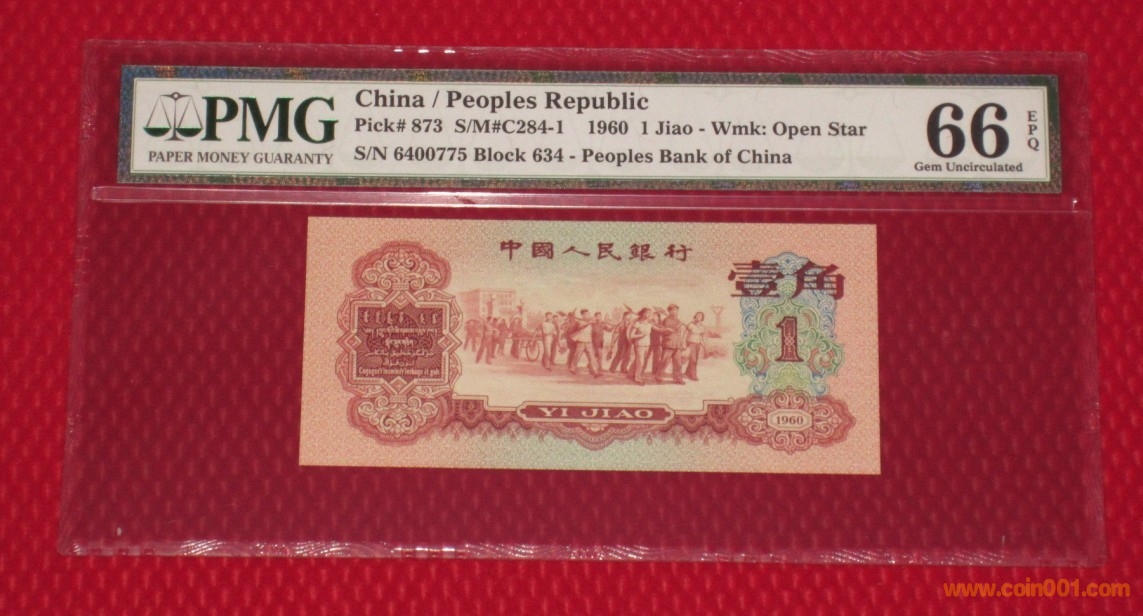 PMG
PAPER MONEY GUARANTY
China / Peoples Republic
Pick# 873 S/M#C284-1 1960 1 Jiao - Wmk: Open Star
S/N 6400775 Block 634 - Peoples Bank of China
66
Gem Uncirculated
EPQ
中國人民銀行
壹角
1
YI JIAO
1960
www.coin001.com